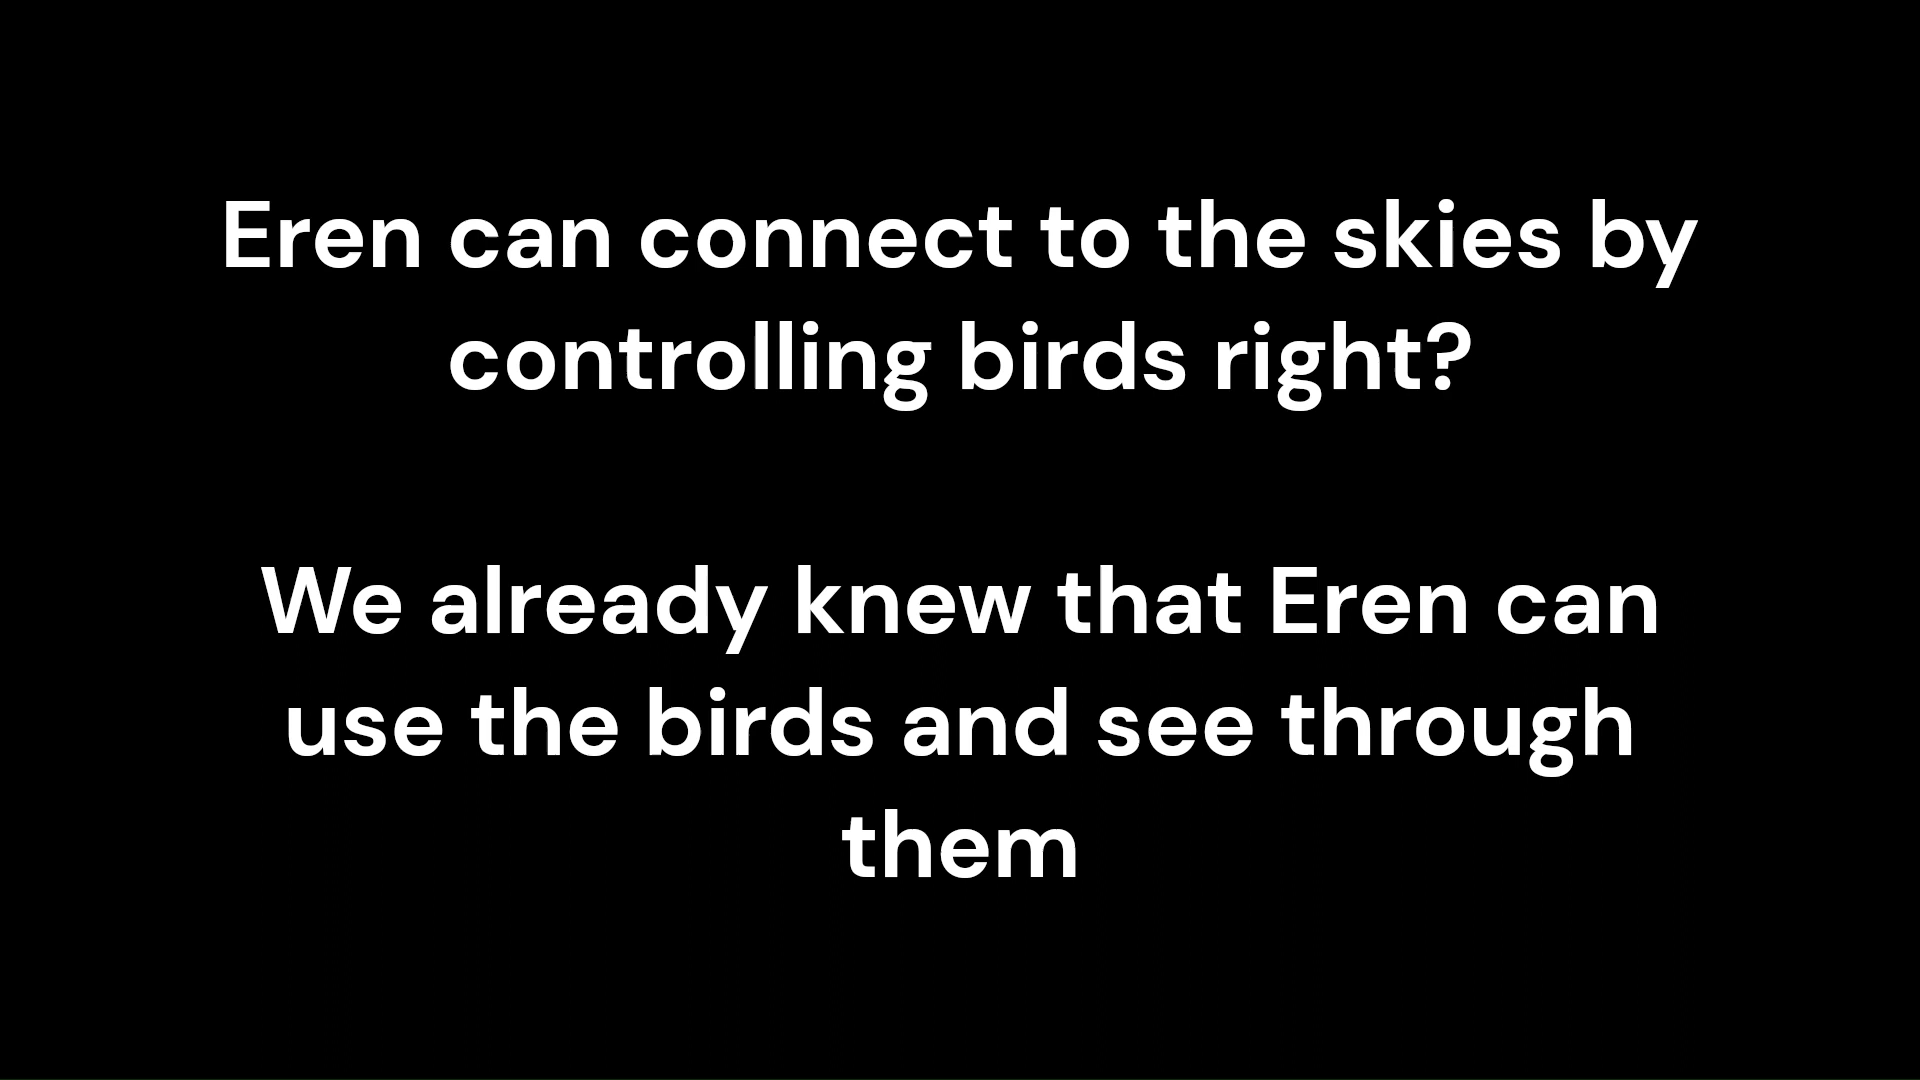 Eren can connect to the skies by
controlling birds right?
We already knew that Eren can
use the birds and see through
them